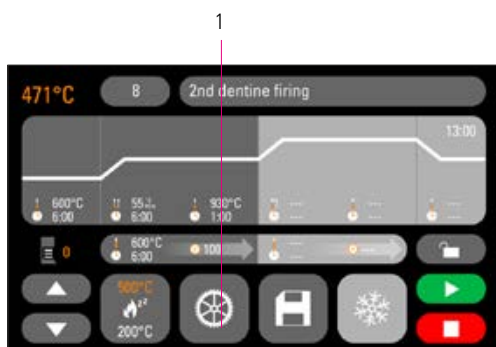 1
471°C 8 2nd dentine firing
13:00
600°C 55 930°C --- --- ---
6:00 6:00 1:00
0 600°C 100 --- ---
6:00
500°C
200°C